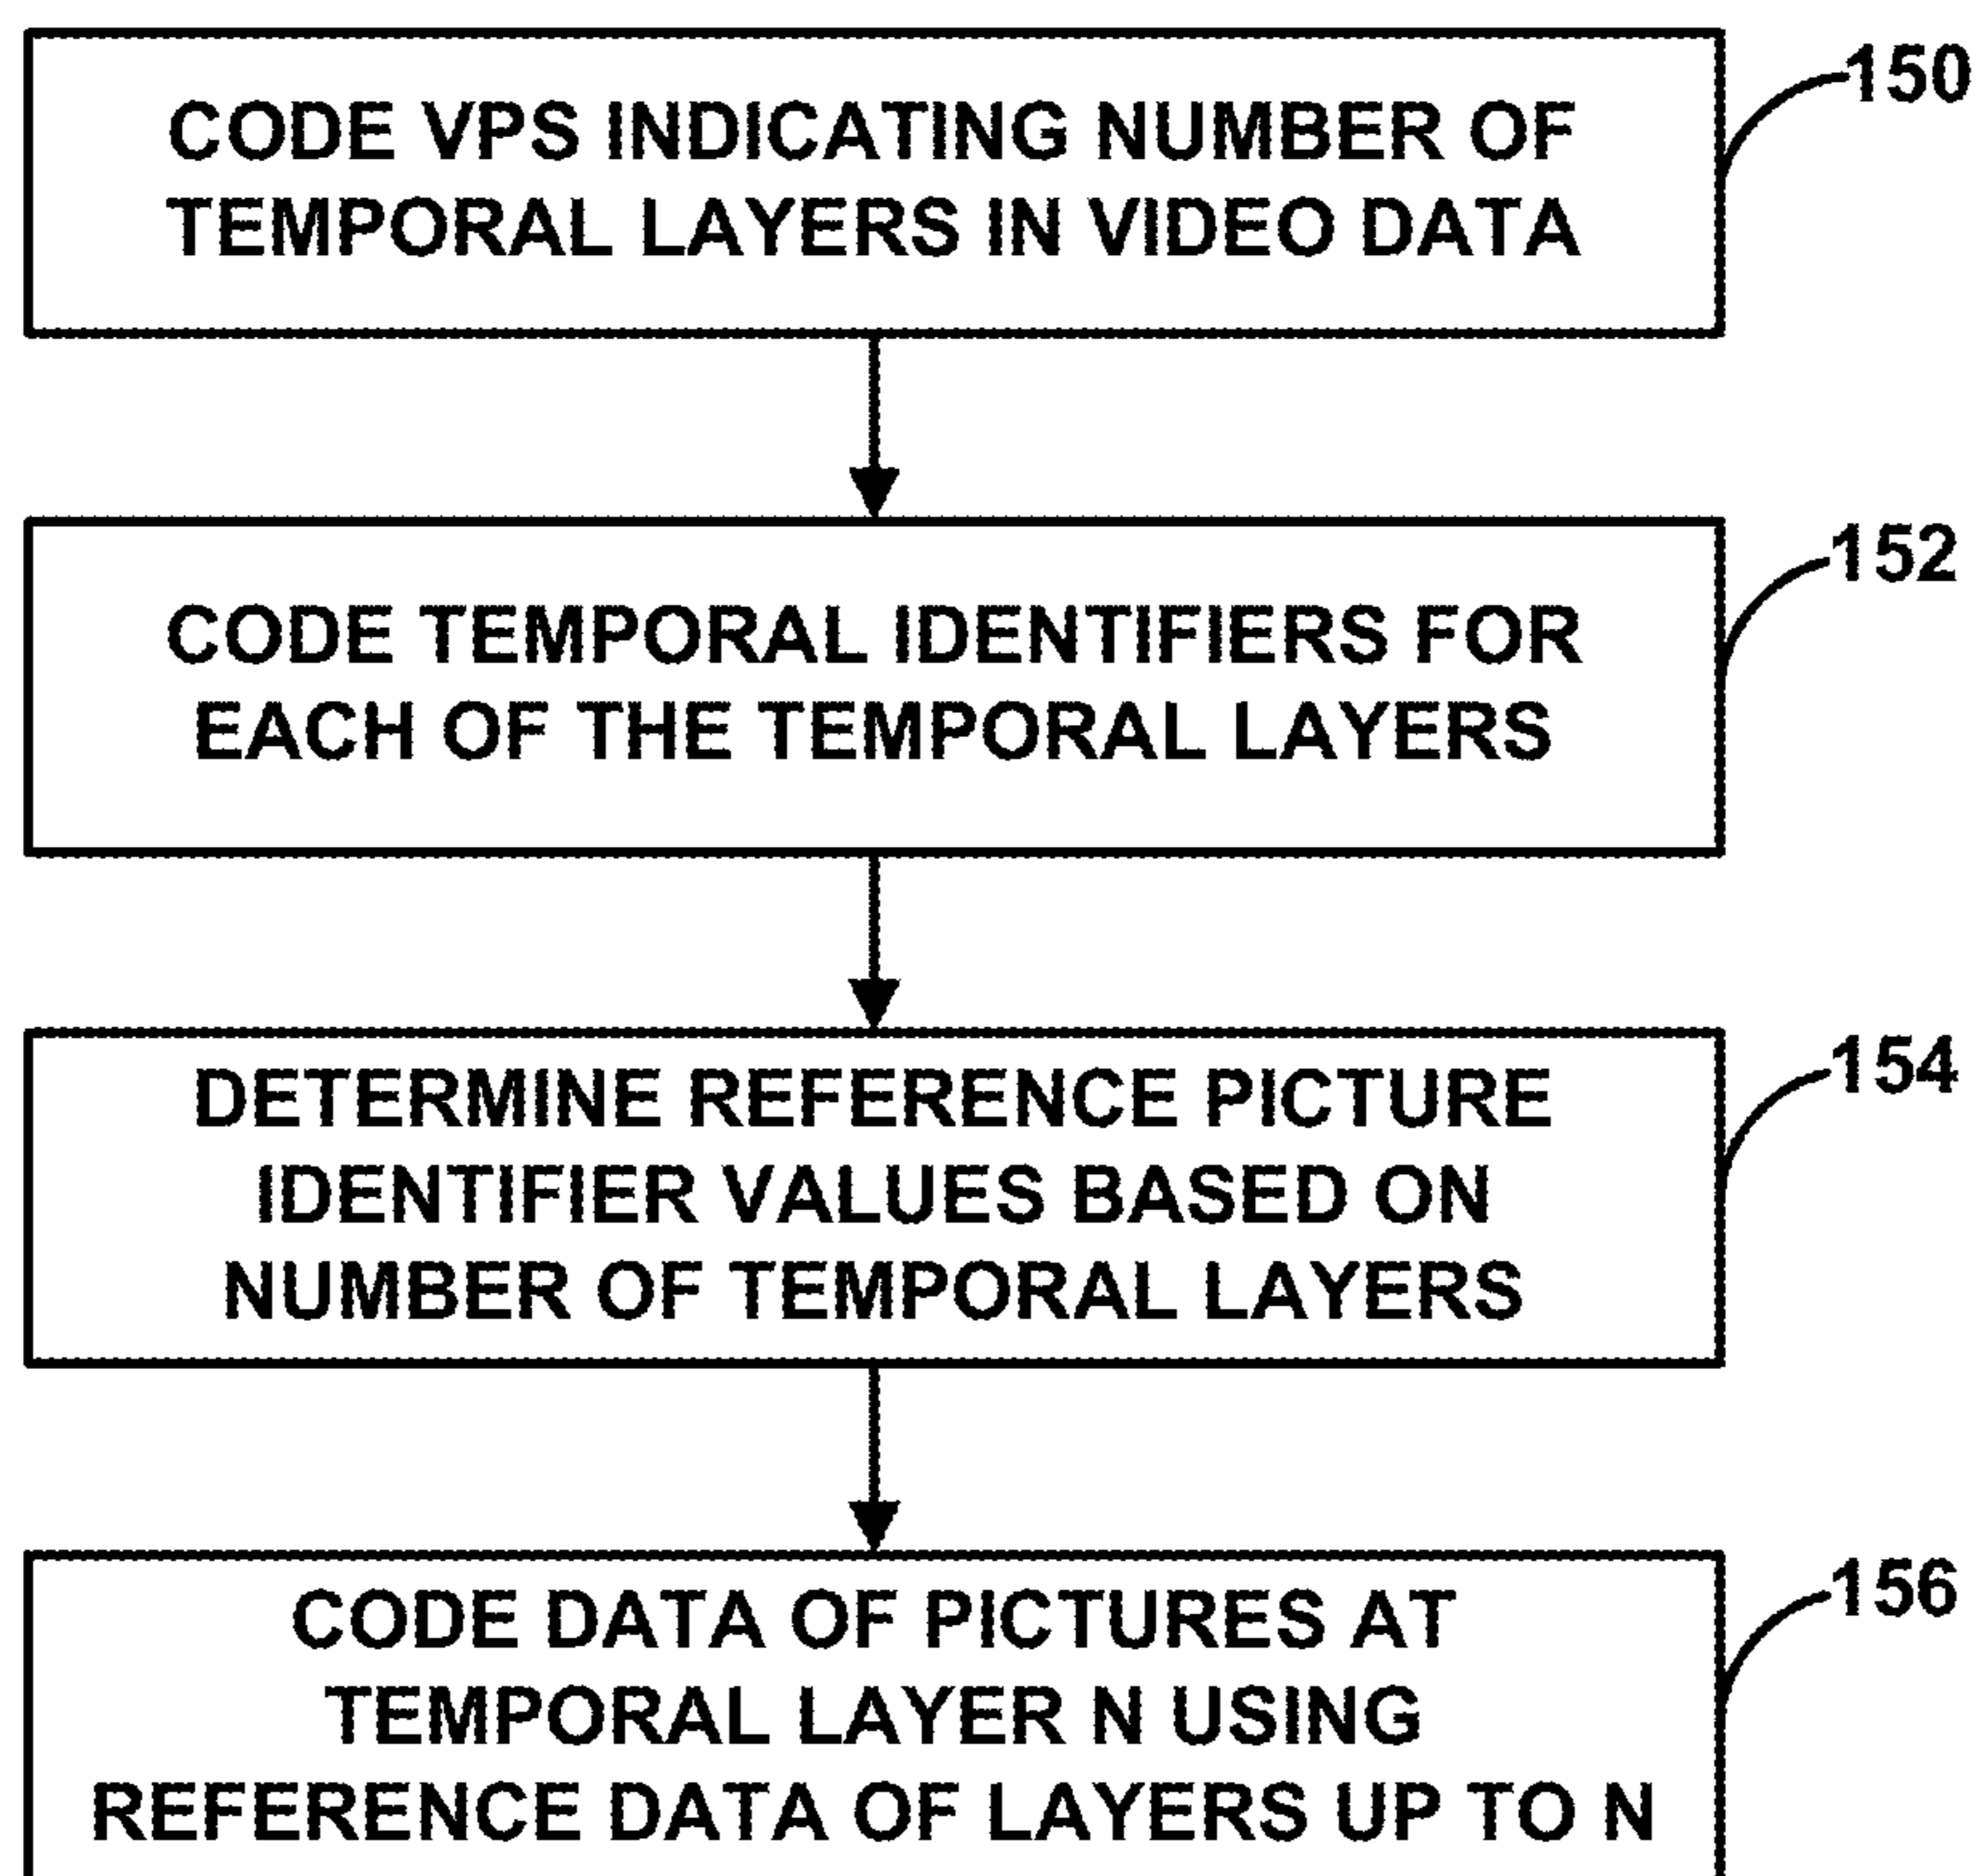 CODE VPS INDICATING NUMBER OF
TEMPORAL LAYERS IN VIDEO DATA
150
CODE TEMPORAL IDENTIFIERS FOR
EACH OF THE TEMPORAL LAYERS
152
DETERMINE REFERENCE PICTURE
IDENTIFIER VALUES BASED ON
NUMBER OF TEMPORAL LAYERS
154
CODE DATA OF PICTURES AT
TEMPORAL LAYER N USING
REFERENCE DATA OF LAYERS UP TO N
156